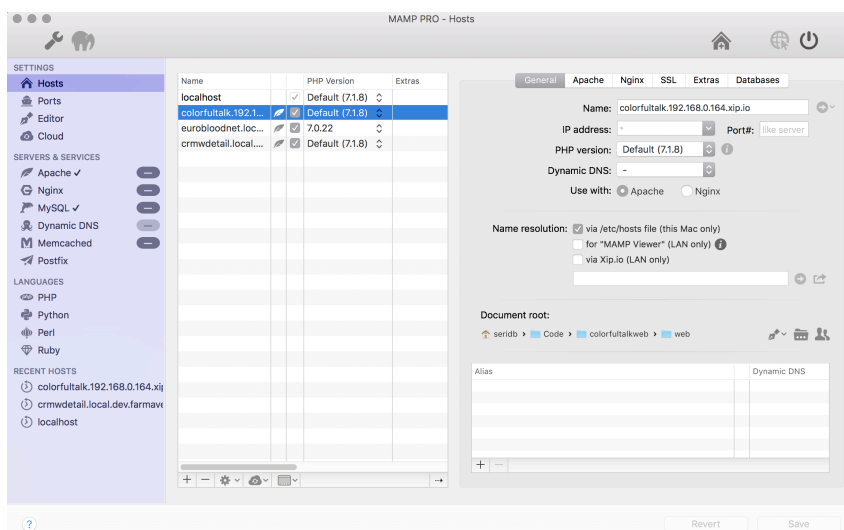 MAMP PRO - Hosts
SETTINGS
Hosts
Ports
Editor
Cloud
SERVERS & SERVICES
Apache ✓
Nginx
MySQL ✓
Dynamic DNS
Memcached
Postfix
LANGUAGES
PHP
Python
Perl
Ruby
RECENT HOSTS
colorfultalk.192.168.0.164.xip
crmwdetail.local.dev.farmave
localhost
Name PHP Version Extras
localhost Default (7.1.8)
colorfultalk.192.1... Default (7.1.8)
eurobloodnet.loc... 7.0.22
crmwdetail.local.... Default (7.1.8)
General Apache Nginx SSL Extras Databases
Name: colorfultalk.192.168.0.164.xip.io
IP address: * Port#: like server
PHP version: Default (7.1.8)
Dynamic DNS: -
Use with: Apache Nginx
Name resolution: via /etc/hosts file (this Mac only)
for "MAMP Viewer" (LAN only)
via Xip.io (LAN only)
Document root:
seridb › Code › colorfultalkweb › web
Alias Dynamic DNS
? Revert Save